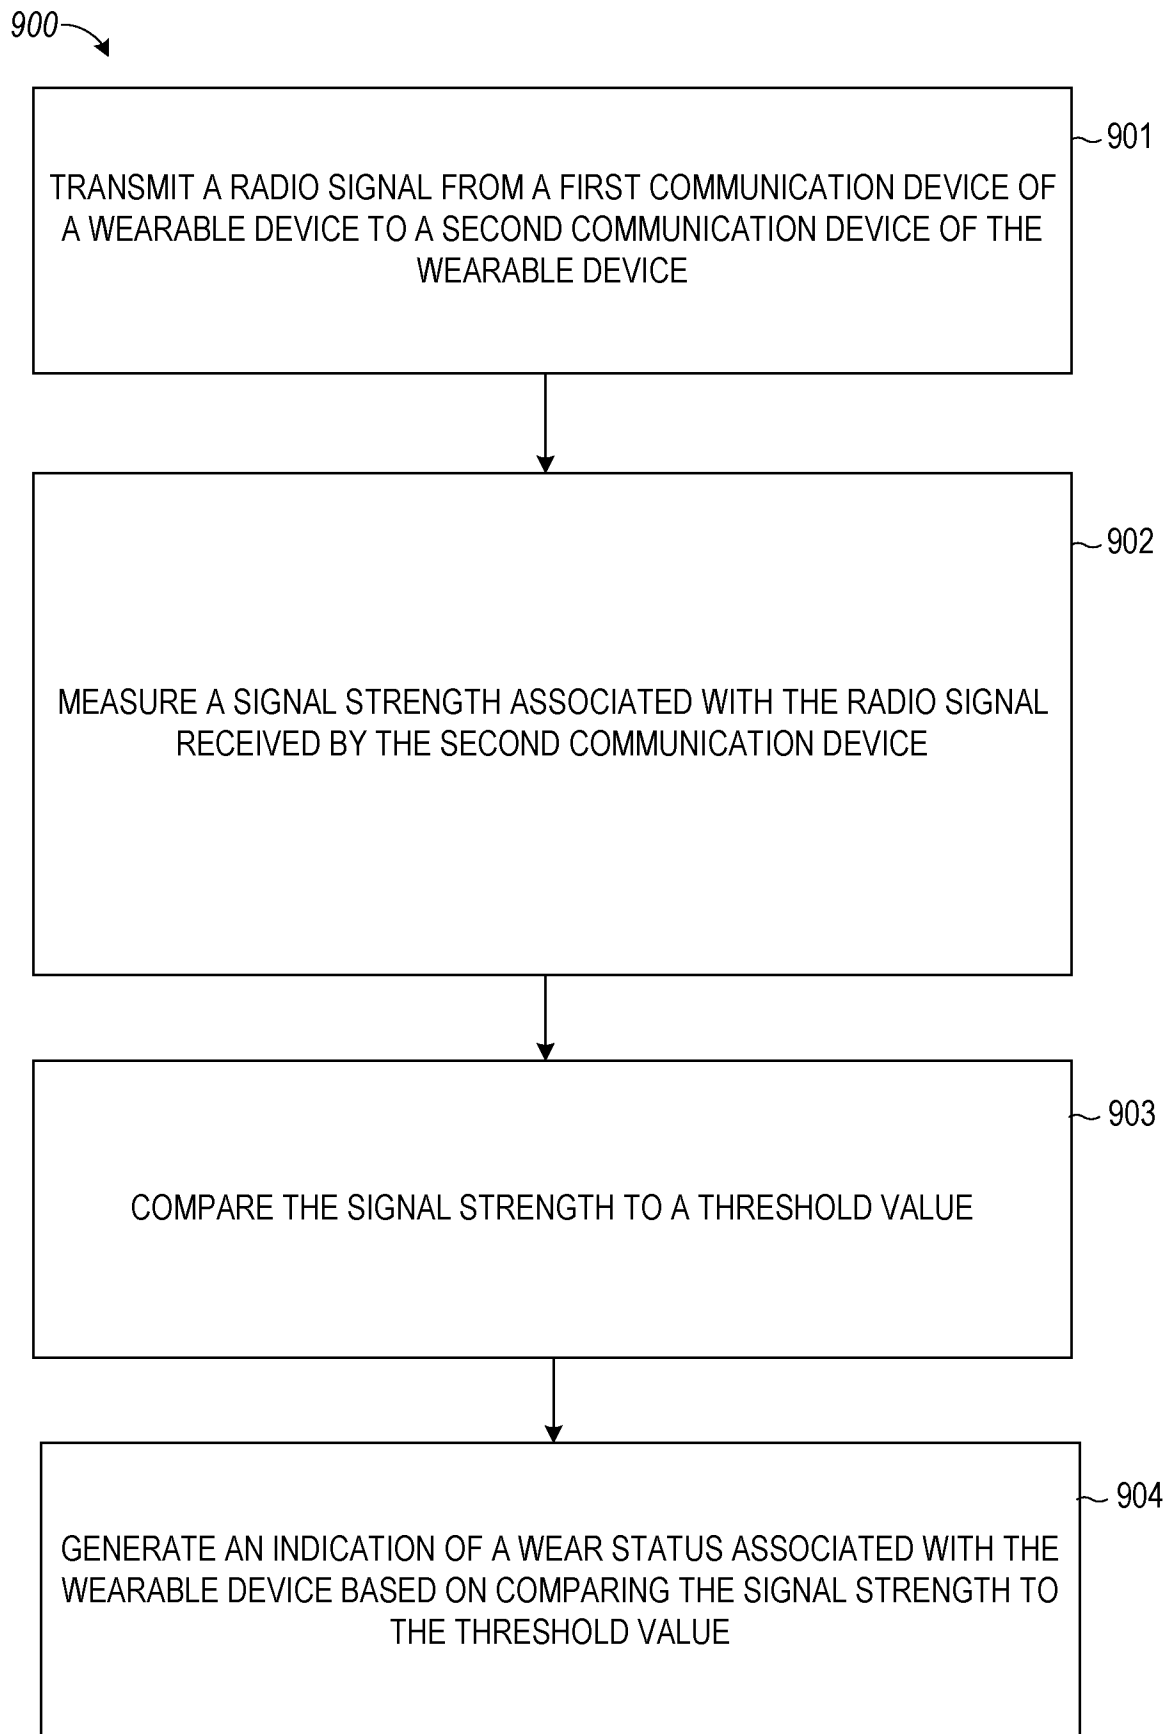 900
901
TRANSMIT A RADIO SIGNAL FROM A FIRST COMMUNICATION DEVICE OF
A WEARABLE DEVICE TO A SECOND COMMUNICATION DEVICE OF THE
WEARABLE DEVICE
902
MEASURE A SIGNAL STRENGTH ASSOCIATED WITH THE RADIO SIGNAL
RECEIVED BY THE SECOND COMMUNICATION DEVICE
903
COMPARE THE SIGNAL STRENGTH TO A THRESHOLD VALUE
904
GENERATE AN INDICATION OF A WEAR STATUS ASSOCIATED WITH THE
WEARABLE DEVICE BASED ON COMPARING THE SIGNAL STRENGTH TO
THE THRESHOLD VALUE